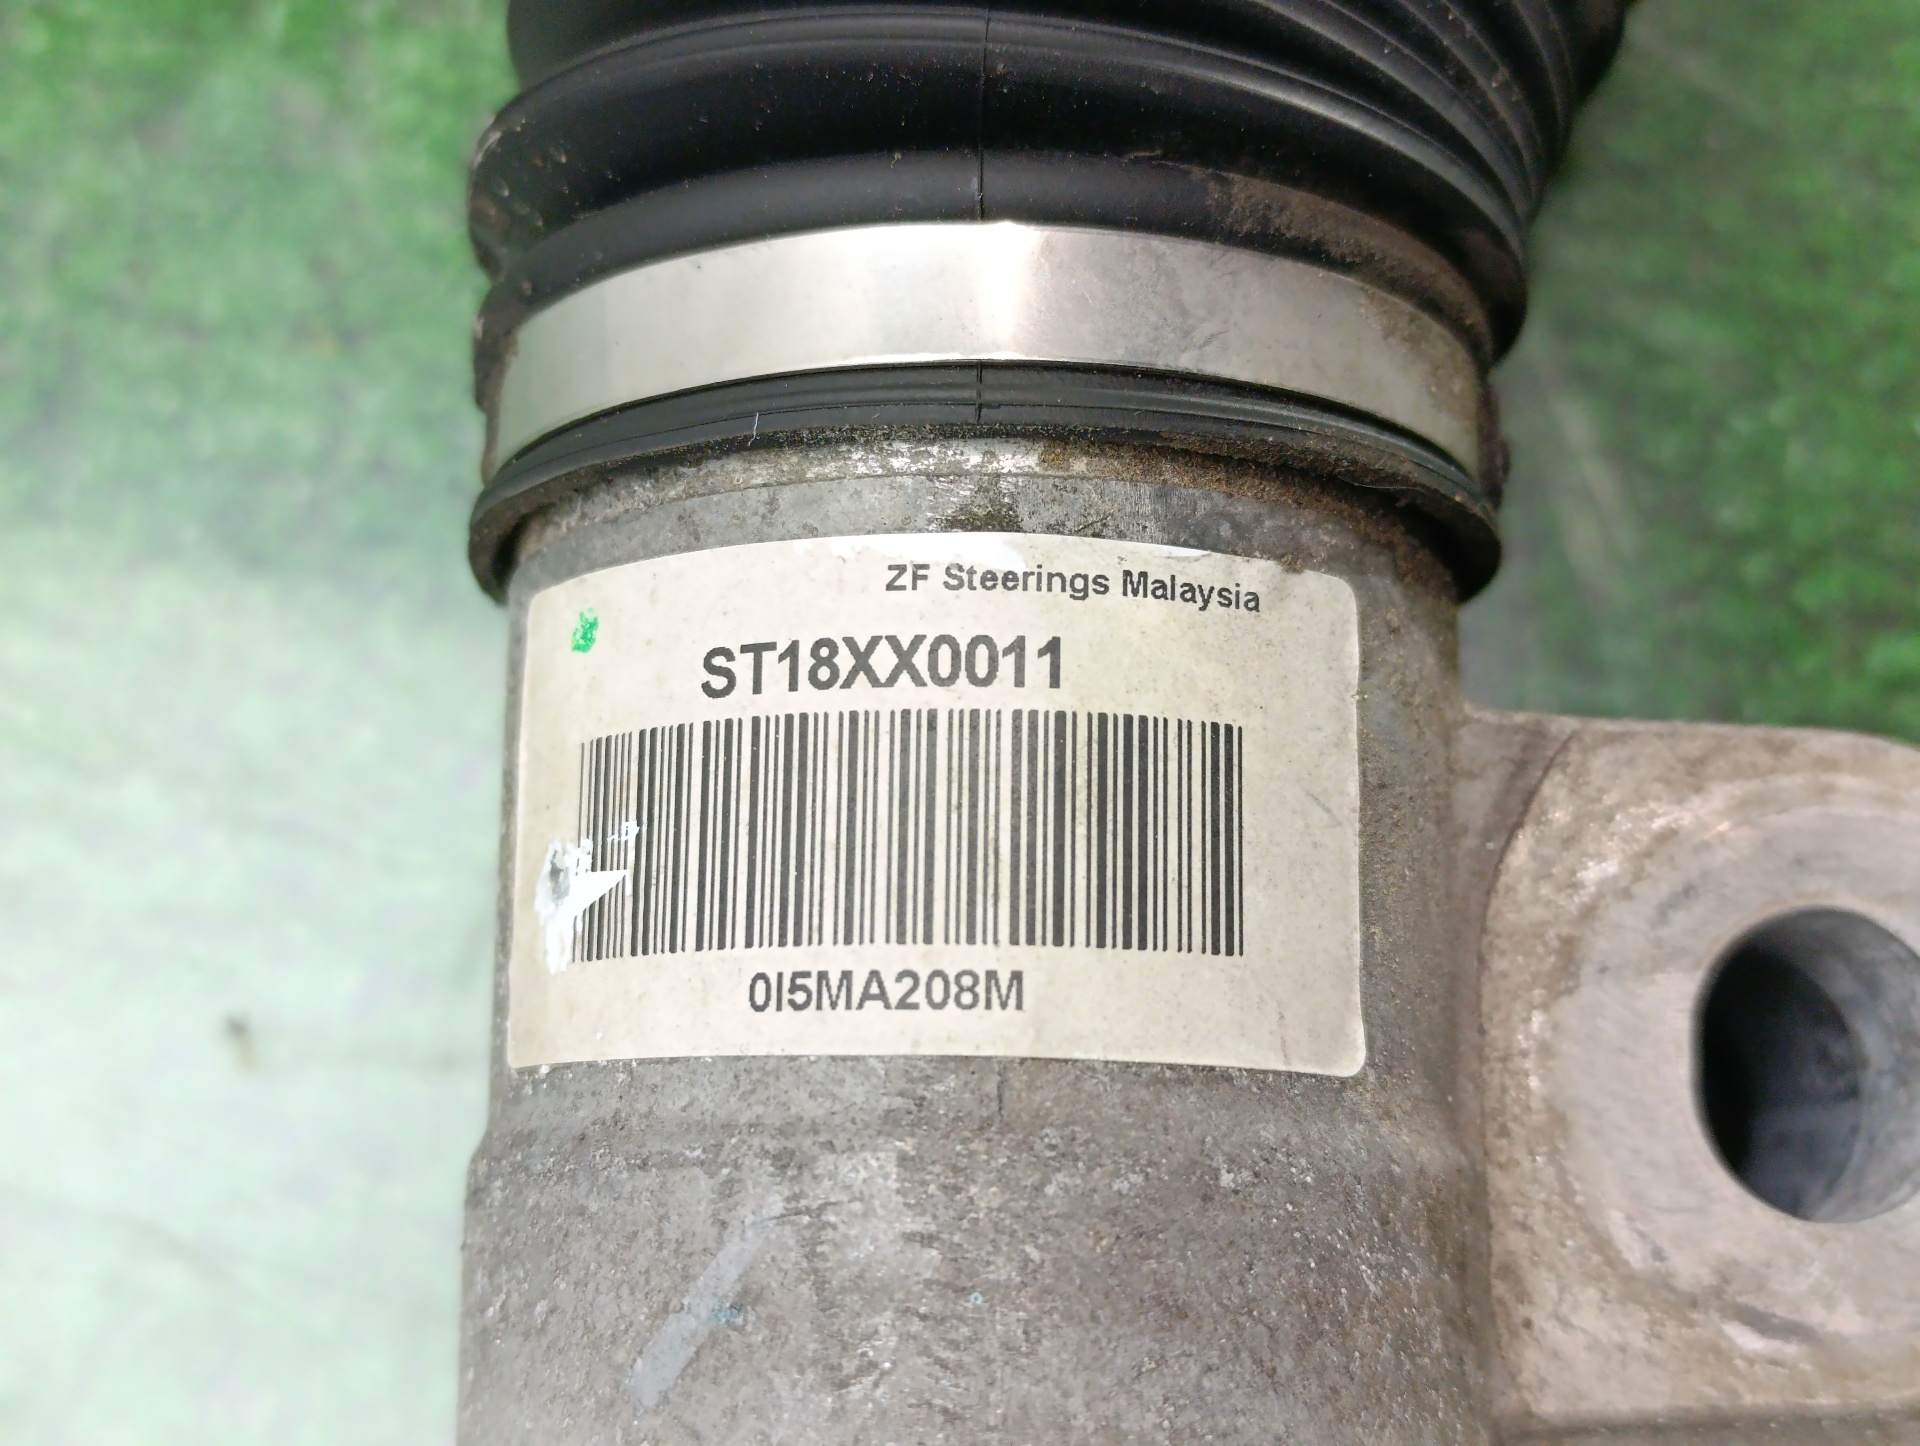 ZF Steerings Malaysia
ST18XX0011
0I5MA208M